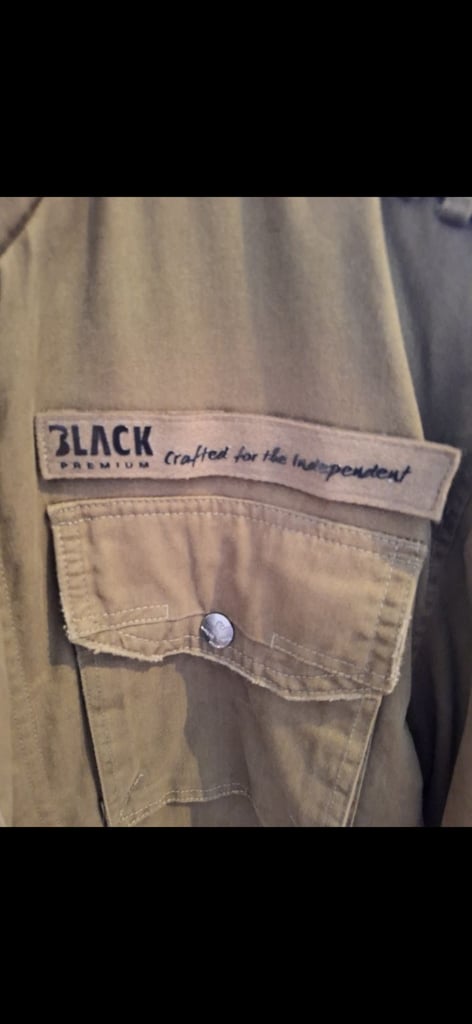 BLACK
PREMIUM
Crafted for the Independent